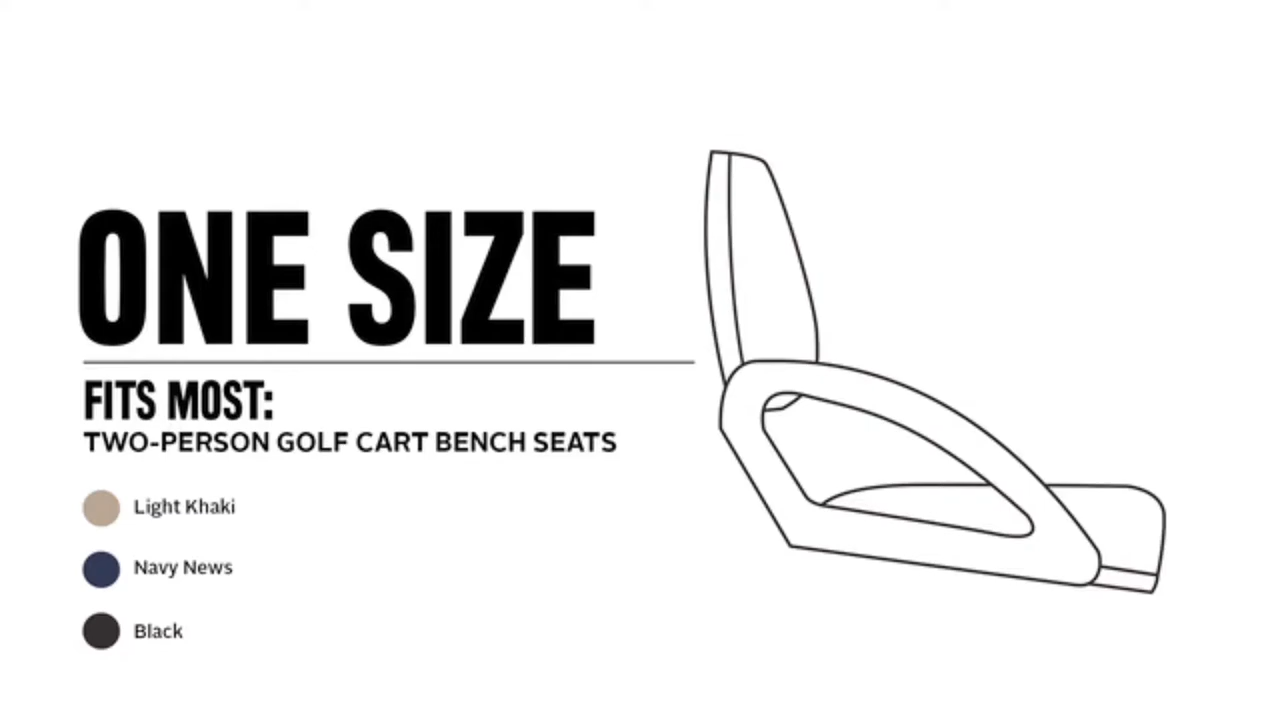 ONE SIZE
FITS MOST:
TWO-PERSON GOLF CART BENCH SEATS
Light Khaki
Navy News
Black